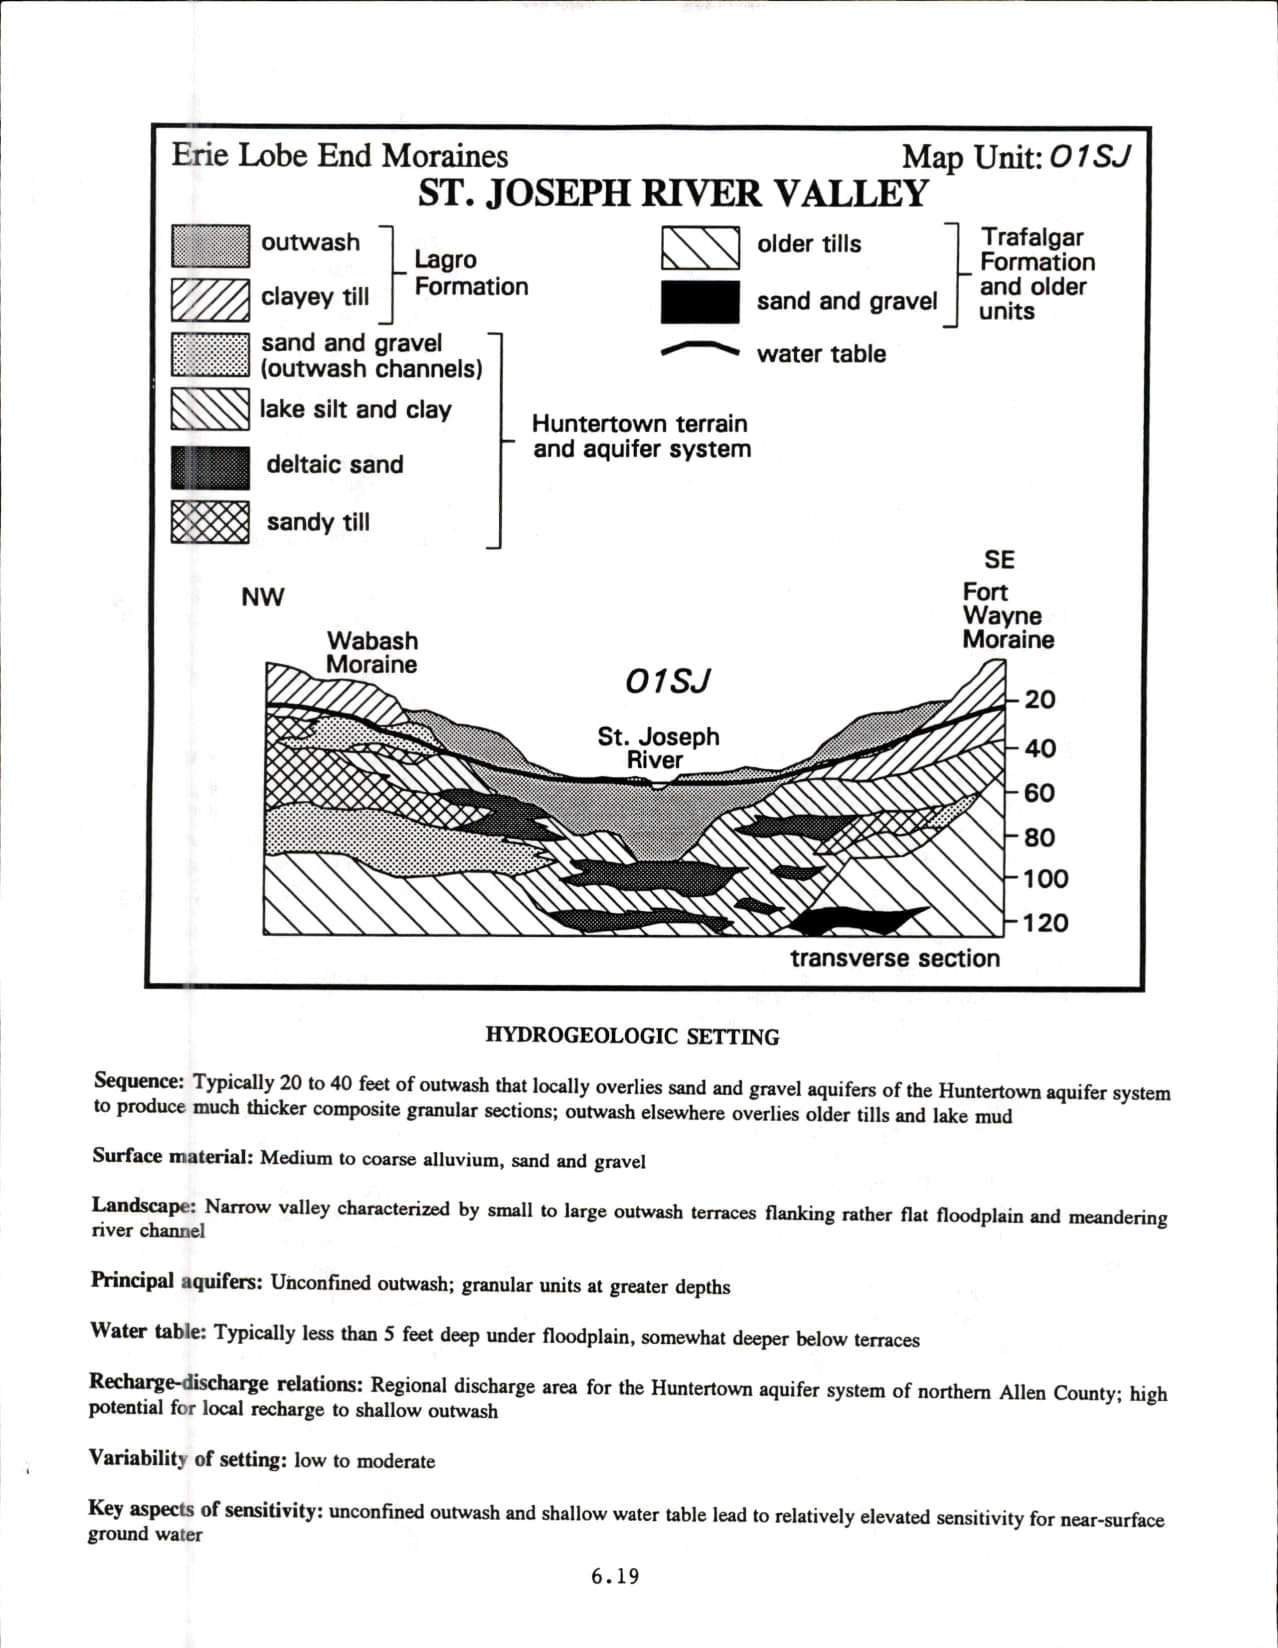 Erie Lobe End Moraines
Map Unit: O1SJ
ST. JOSEPH RIVER VALLEY
outwash
clayey till
Lagro
Formation
sand and gravel
(outwash channels)
lake silt and clay
deltaic sand
sandy till
Huntertown terrain
and aquifer system
older tills
sand and gravel
Trafalgar
Formation
and older
units
water table
NW
SE
Wabash
Moraine
O1SJ
St. Joseph
River
Fort
Wayne
Moraine
20
40
60
80
100
120
transverse section
HYDROGEOLOGIC SETTING
Sequence: Typically 20 to 40 feet of outwash that locally overlies sand and gravel aquifers of the Huntertown aquifer system
to produce much thicker composite granular sections; outwash elsewhere overlies older tills and lake mud
Surface material: Medium to coarse alluvium, sand and gravel
Landscape: Narrow valley characterized by small to large outwash terraces flanking rather flat floodplain and meandering
river channel
Principal aquifers: Unconfined outwash; granular units at greater depths
Water table: Typically less than 5 feet deep under floodplain, somewhat deeper below terraces
Recharge-discharge relations: Regional discharge area for the Huntertown aquifer system of northern Allen County; high
potential for local recharge to shallow outwash
Variability of setting: low to moderate
Key aspects of sensitivity: unconfined outwash and shallow water table lead to relatively elevated sensitivity for near-surface
ground water
6.19